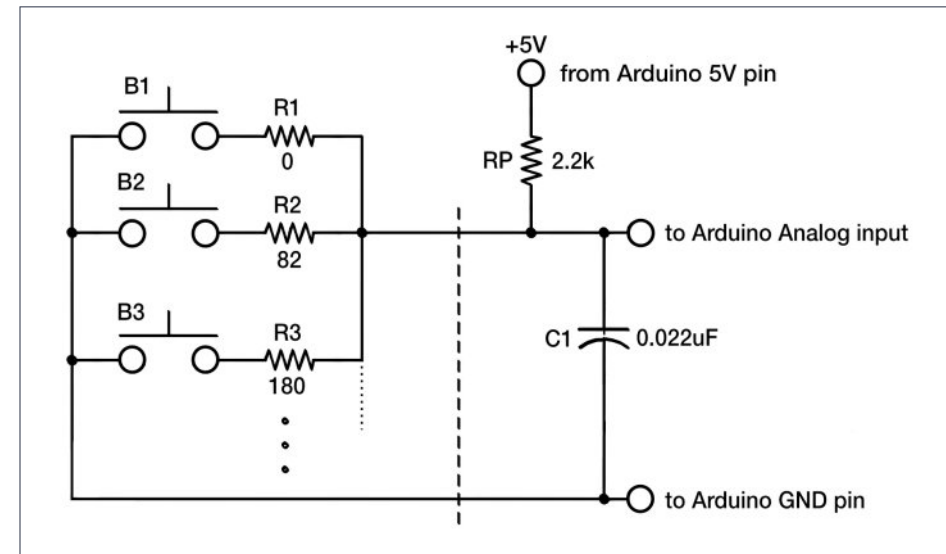 +5V
from Arduino 5V pin
B1
R1
0
RP 2.2k
B2
R2
82
to Arduino Analog input
B3
R3
180
C1 0.022uF
to Arduino GND pin